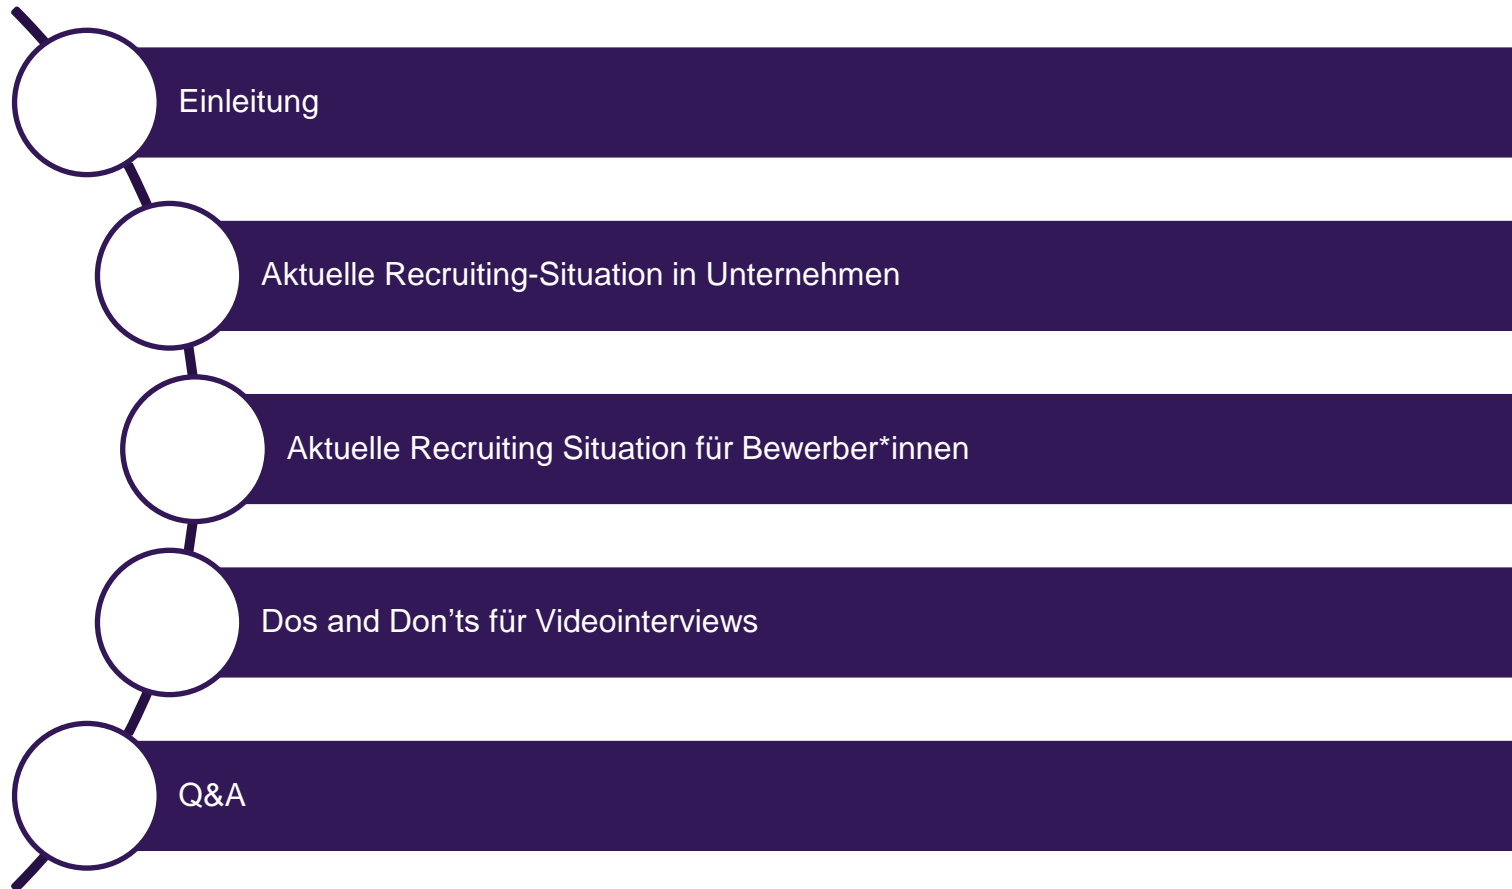 Einleitung
Aktuelle Recruiting-Situation in Unternehmen
Aktuelle Recruiting Situation für Bewerber*innen
Dos and Don’ts für Videointerviews
Q&A